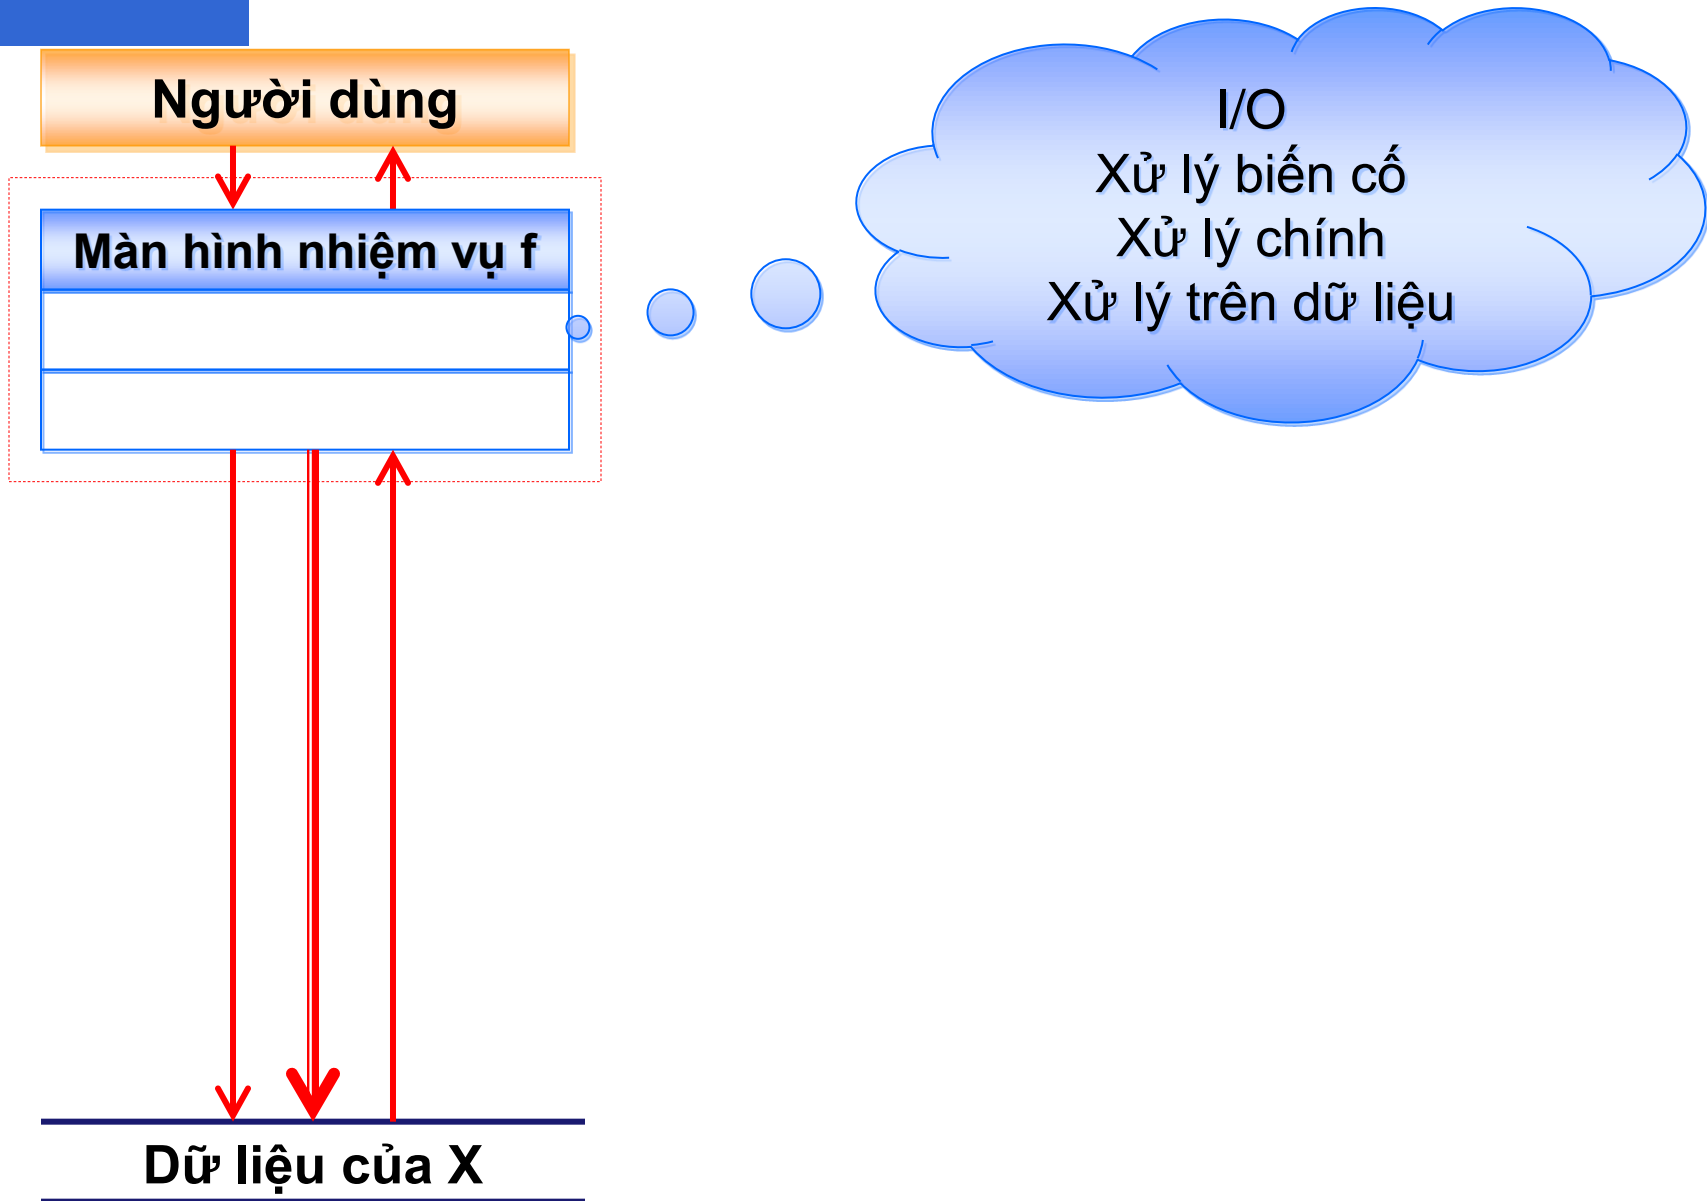 Người dùng
Màn hình nhiệm vụ f
I/O
Xử lý biến cố
Xử lý chính
Xử lý trên dữ liệu
Dữ liệu của X